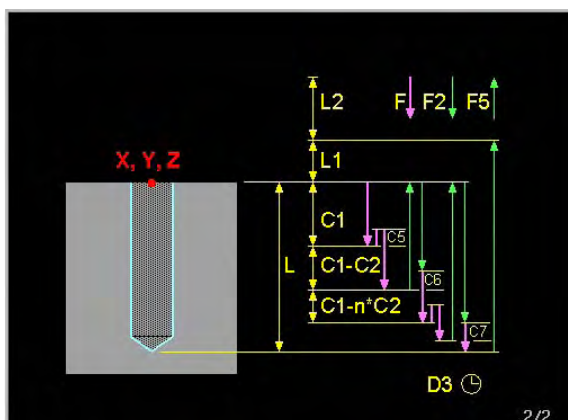 L2 F F2 F5
X, Y, Z L1
C1 C5
L C1-C2
C6
C1-n*C2
C7
D3
2/2